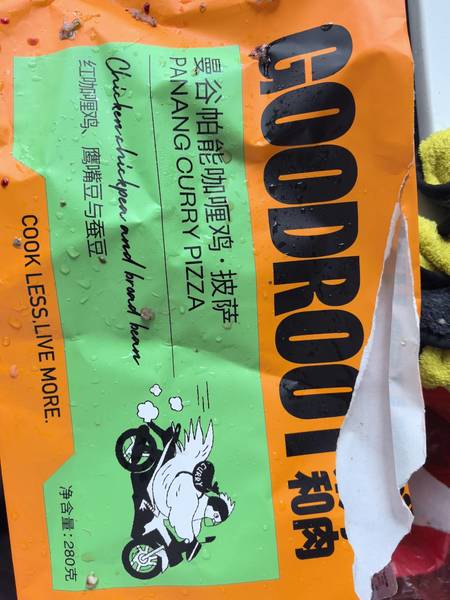 GOODROOT
和肉
曼谷帕能咖喱鸡·披萨
PANANG CURRY PIZZA
Chicken chickpea and broad bean
红咖喱鸡、鹰嘴豆与蚕豆
CURRY
COOK LESS.LIVE MORE.
净含量:280克